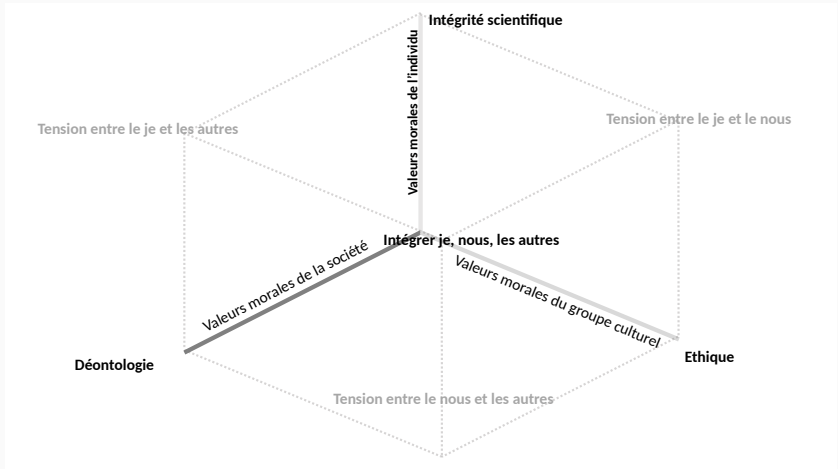 Intégrité scientifique
Valeurs morales de l'individu
Tension entre le je et les autres
Tension entre le je et le nous
Intégrer je, nous, les autres
Valeurs morales de la société
Valeurs morales du groupe culturel
Déontologie
Ethique
Tension entre le nous et les autres